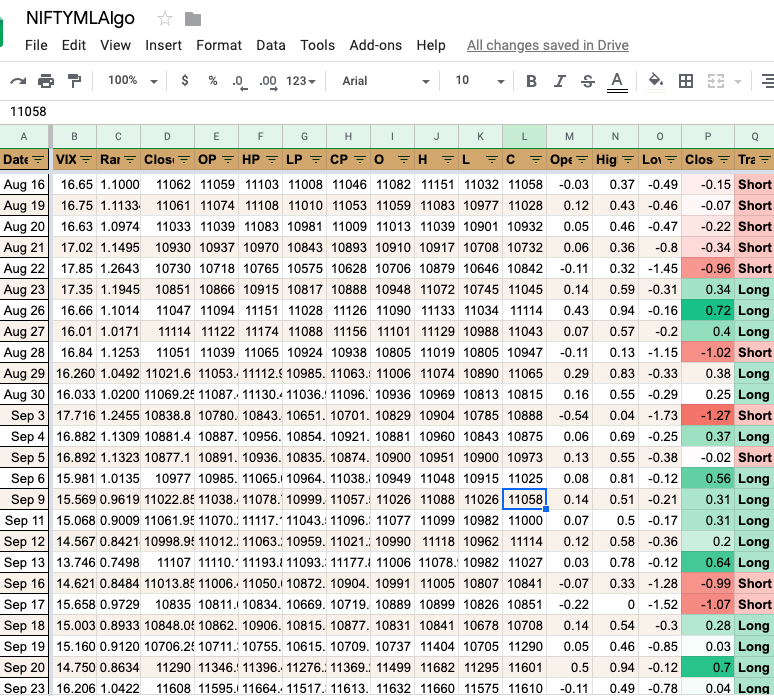 NIFTYMLAlgo
File Edit View Insert Format Data Tools Add-ons Help All changes saved in Drive
100% $ % .0 .00 123 Arial 10 B I S A
11058
A B C D E F G H I J K L M N O P Q
Date VIX Ran Close OP HP LP CP O H L C Ope Hig Lo Clos Tra
Aug 16 16.65 1.1000 11062 11059 11103 11008 11046 11082 11151 11032 11058 -0.03 0.37 -0.49 -0.15 Short
Aug 19 16.75 1.1133 11061 11074 11108 11010 11053 11059 11083 10977 11028 0.12 0.43 -0.46 -0.07 Short
Aug 20 16.63 1.0974 11033 11039 11083 10981 11009 11013 11039 10901 10932 0.05 0.46 -0.47 -0.22 Short
Aug 21 17.02 1.1495 10930 10937 10970 10843 10893 10910 10917 10708 10732 0.06 0.36 -0.8 -0.34 Short
Aug 22 17.85 1.2643 10730 10718 10765 10575 10628 10706 10879 10646 10842 -0.11 0.32 -1.45 -0.96 Short
Aug 23 17.35 1.1945 10851 10866 10915 10817 10888 10948 11072 10745 11045 0.14 0.59 -0.31 0.34 Long
Aug 26 16.66 1.1014 11047 11094 11151 11028 11126 11090 11133 11034 11114 0.43 0.94 -0.16 0.72 Long
Aug 27 16.01 1.0171 11114 11122 11174 11088 11156 11101 11129 10988 11043 0.07 0.57 -0.2 0.4 Long
Aug 28 16.84 1.1253 11051 11039 11065 10924 10938 10805 11019 10805 10947 -0.11 0.13 -1.15 -1.02 Short
Aug 29 16.260 1.0492 11021.6 11053. 11112.9 10985. 11063. 11006 11074 10890 11065 0.29 0.83 -0.33 0.38 Long
Aug 30 16.033 1.0200 11069.25 11087. 11130. 11036. 11096. 10936 10969 10813 10815 0.16 0.55 -0.29 0.25 Long
Sep 3 17.716 1.2455 10838.8 10780. 10843. 10651. 10701. 10829 10904 10785 10888 -0.54 0.04 -1.73 -1.27 Short
Sep 4 16.882 1.1309 10881.4 10887. 10956. 10854. 10921. 10881 10960 10843 10875 0.06 0.69 -0.25 0.37 Long
Sep 5 16.892 1.1323 10877.1 10891. 10936. 10835. 10874. 10900 10951 10900 10973 0.13 0.55 -0.38 -0.02 Short
Sep 6 15.981 1.0135 10977 10985. 11065. 10964. 11038. 10949 11048 10915 11025 0.08 0.81 -0.12 0.56 Long
Sep 9 15.569 0.9619 11022.85 11038. 11078. 10999. 11057. 11026 11088 11026 11058 0.14 0.51 -0.21 0.31 Long
Sep 11 15.068 0.9009 11061.95 11070. 11117. 11043. 11096. 11077 11099 10982 11000 0.07 0.5 -0.17 0.31 Long
Sep 12 14.567 0.8421 10998.95 11012. 11063. 10959. 11021. 10990 11118 10962 11114 0.12 0.58 -0.36 0.2 Long
Sep 13 13.746 0.7498 11107 11110. 11193. 11093. 11177. 11006 11078. 10982 11027 0.03 0.78 -0.12 0.64 Long
Sep 16 14.621 0.8484 11013.85 11006. 11050. 10872. 10904. 10991 11005 10807 10841 -0.07 0.33 -1.28 -0.99 Short
Sep 17 15.658 0.9729 10835 10811. 10834. 10669. 10719. 10889 10899 10826 10851 -0.22 0 -1.52 -1.07 Short
Sep 18 15.003 0.8933 10848.05 10862. 10906. 10815. 10877. 10831 10841 10678 10708 0.14 0.54 -0.3 0.28 Long
Sep 19 15.160 0.9120 10706.25 10711. 10755. 10615. 10709. 10737 11404 10705 11290 0.05 0.46 -0.85 0.03 Long
Sep 20 14.750 0.8634 11290 11346. 11396. 11276. 11369. 11499 11682 11295 11601 0.5 0.94 -0.12 0.7 Long
Sep 23 16.206 1.0422 11608 11595. 11664. 11517. 11613. 11632 11660 11575 11610 -0.11 0.49 -0.78 0.04 Long